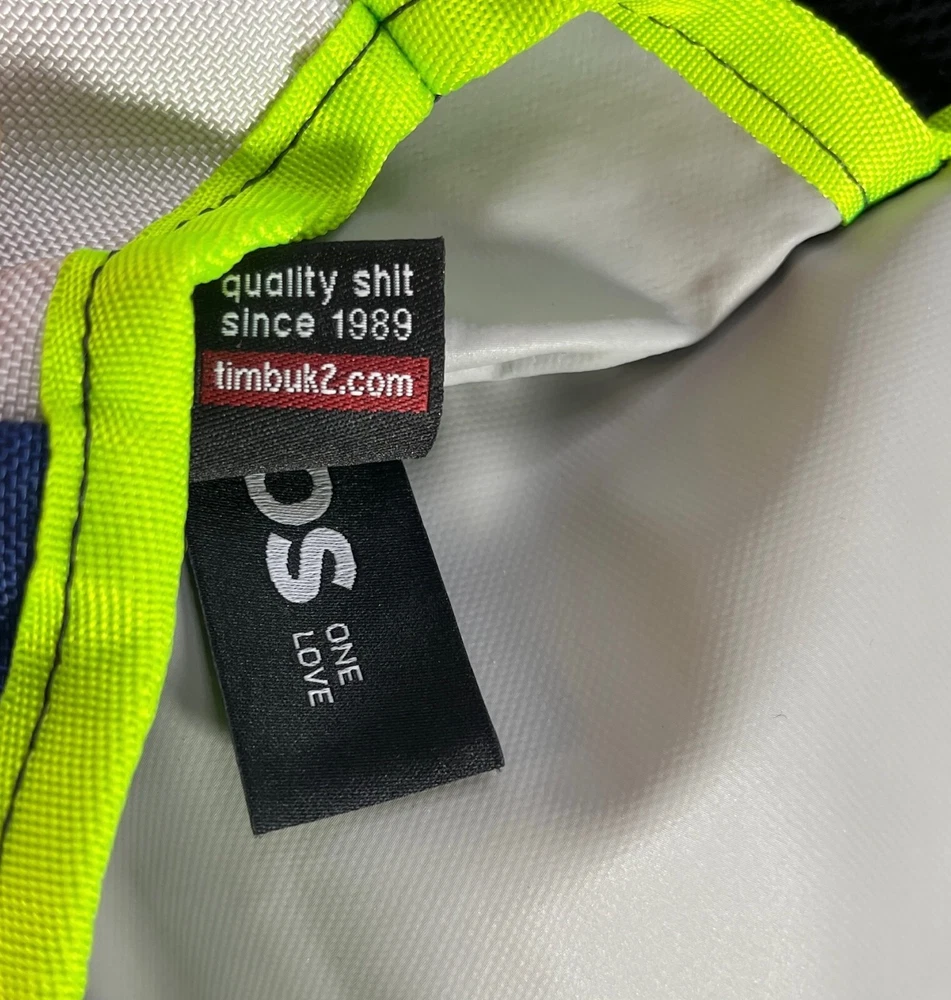 quality shit
since 1989
timbuk2.com
ONE
LOVE